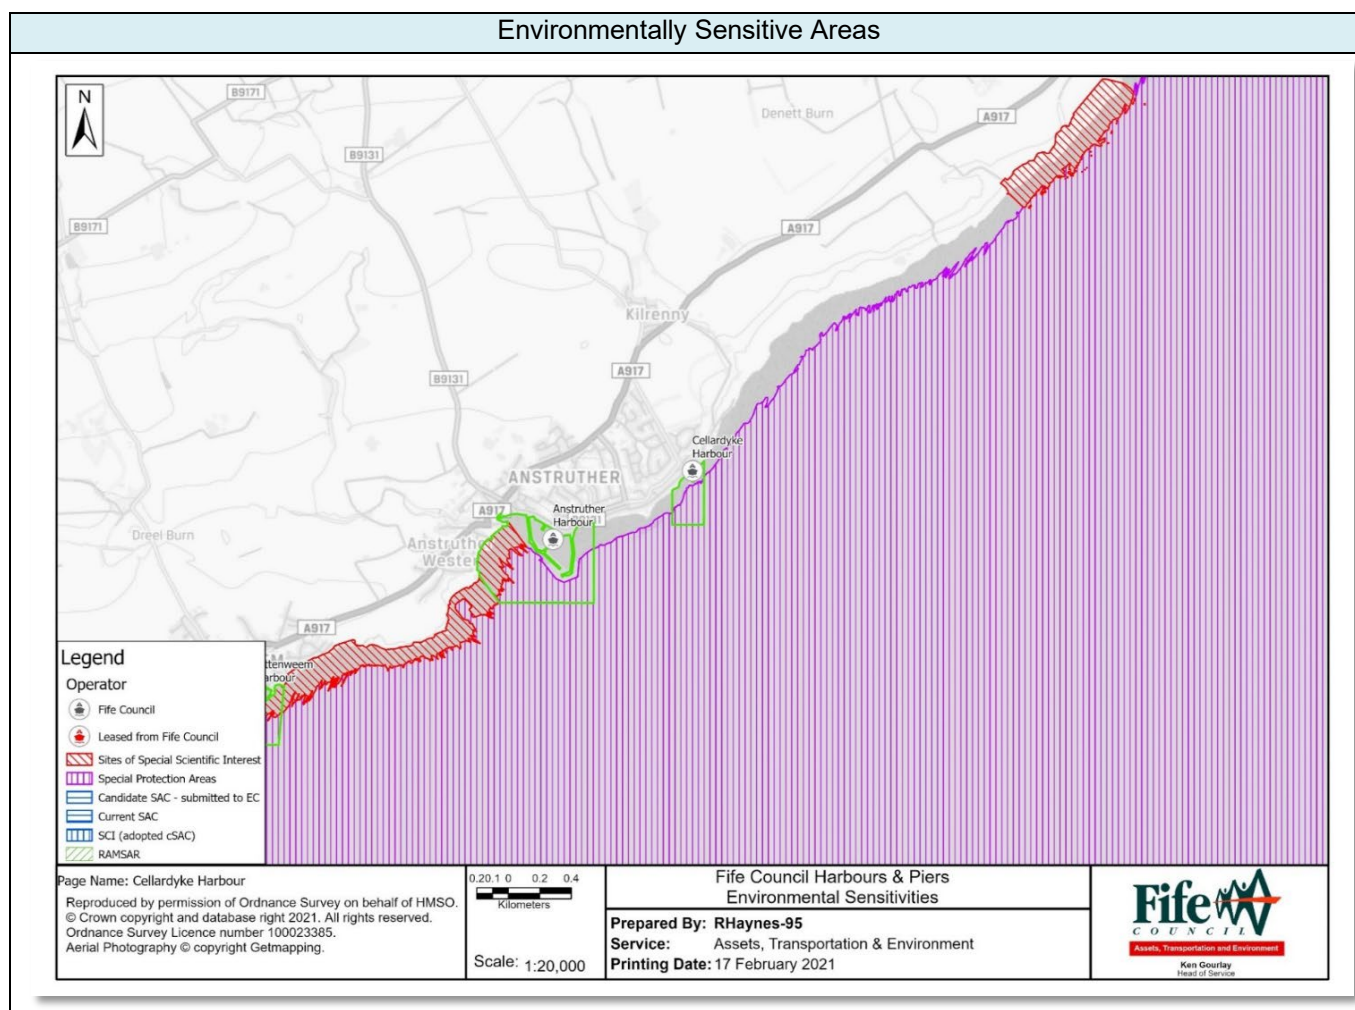 Environmentally Sensitive Areas
N
B9171
Denett Burn
A917
B9131
B9171
A917
Kilrenny
A917
B9131
Cellardyke
Harbour
ANSTRUTHER
A917
Anstruther
Harbour
Dreel Burn
Wester
A917
ttenweem
arbour
Legend
Operator
Fife Council
Leased from Fife Council
Sites of Special Scientific Interest
Special Protection Areas
Candidate SAC - submitted to EC
Current SAC
SCI (adopted cSAC)
RAMSAR
Page Name: Cellardyke Harbour
Reproduced by permission of Ordnance Survey on behalf of HMSO.
© Crown copyright and database right 2021. All rights reserved.
Ordnance Survey Licence number 100023385.
Aerial Photography © copyright Getmapping.
0.20.1 0 0.2 0.4
Kilometers
Scale: 1:20,000
Fife Council Harbours & Piers
Environmental Sensitivities
Prepared By: RHaynes-95
Service: Assets, Transportation & Environment
Printing Date: 17 February 2021
Fife
COUNCIL
Assets, Transportation and Environment
Ken Gourlay
Head of Service